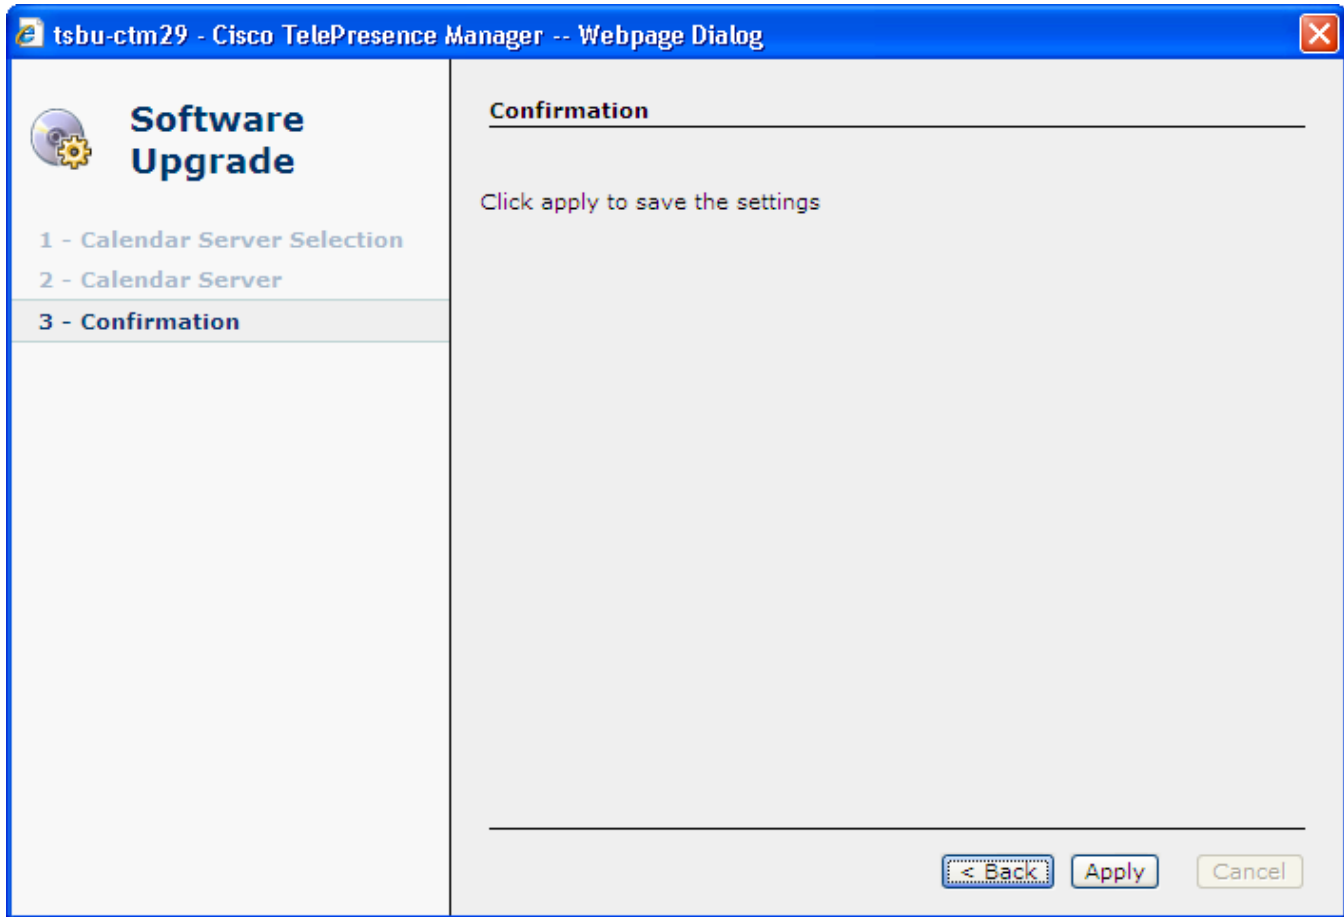 tsbu-ctm29 - Cisco TelePresence Manager -- Webpage Dialog
Software
Upgrade
1 - Calendar Server Selection
2 - Calendar Server
3 - Confirmation
Confirmation
Click apply to save the settings
< Back
Apply
Cancel